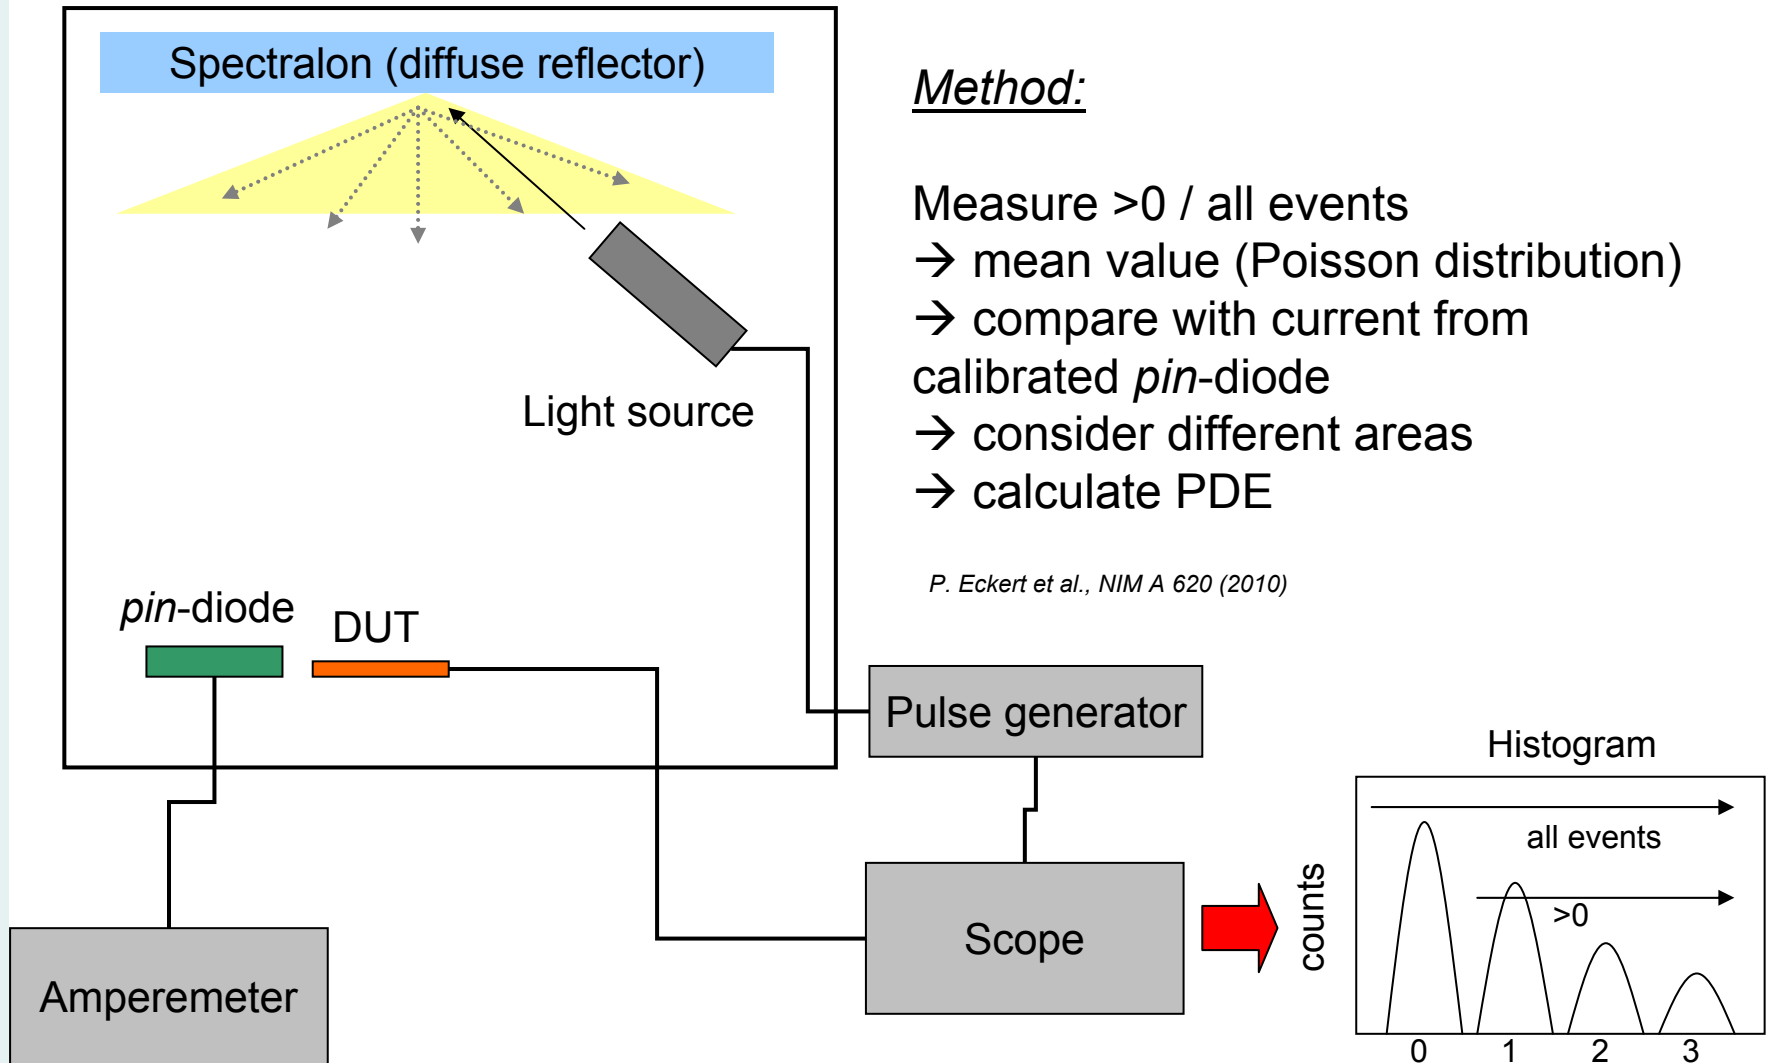 Spectralon (diffuse reflector)
Method:
Measure >0 / all events
→ mean value (Poisson distribution)
→ compare with current from
calibrated pin-diode
→ consider different areas
→ calculate PDE
P. Eckert et al., NIM A 620 (2010)
Light source
pin-diode
DUT
Pulse generator
Scope
Amperemeter
Histogram
all events
>0
counts
0 1 2 3